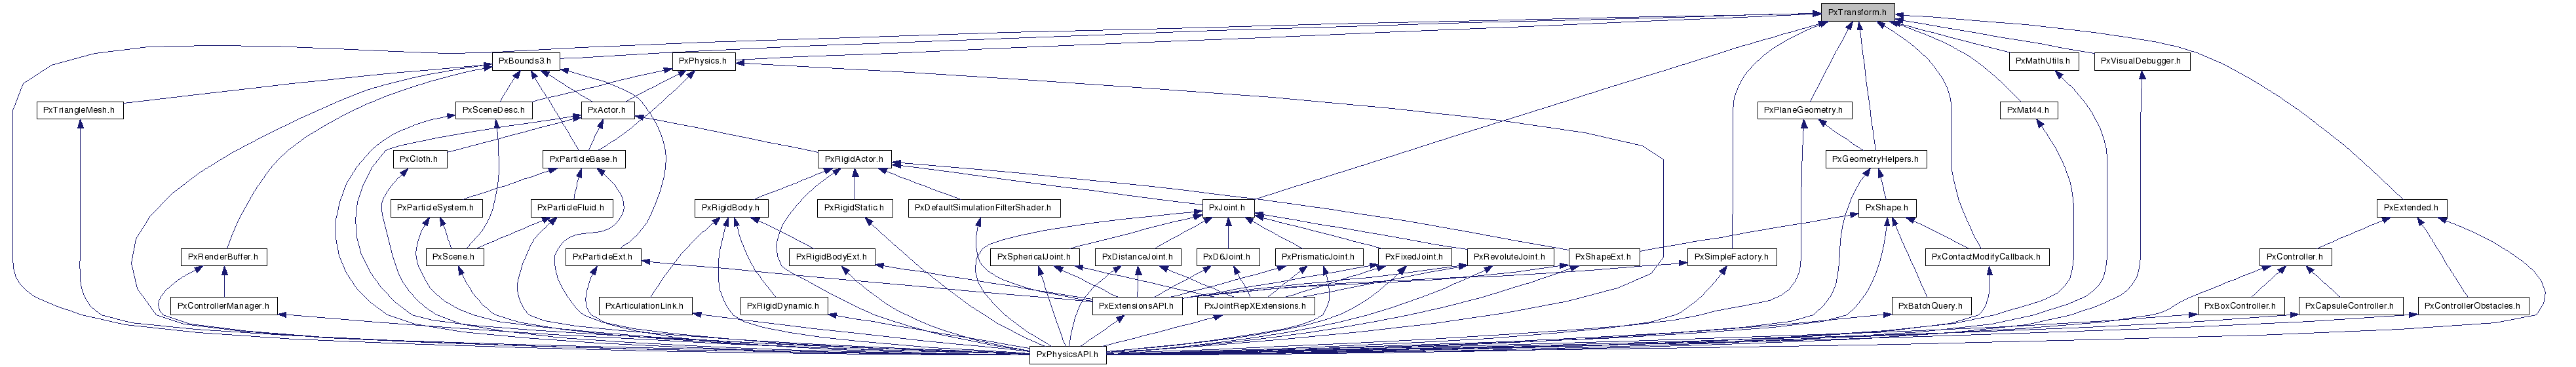 PxTransform.h
PxBounds3.h
PxPhysics.h
PxMathUtils.h
PxVisualDebugger.h
PxTriangleMesh.h
PxSceneDesc.h
PxActor.h
PxPlaneGeometry.h
PxMat44.h
PxCloth.h
PxParticleBase.h
PxRigidActor.h
PxGeometryHelpers.h
PxParticleSystem.h
PxParticleFluid.h
PxRigidBody.h
PxRigidStatic.h
PxDefaultSimulationFilterShader.h
PxJoint.h
PxShape.h
PxExtended.h
PxRenderBuffer.h
PxScene.h
PxParticleExt.h
PxRigidBodyExt.h
PxSphericalJoint.h
PxDistanceJoint.h
PxD6Joint.h
PxPrismaticJoint.h
PxFixedJoint.h
PxRevoluteJoint.h
PxShapeExt.h
PxSimpleFactory.h
PxContactModifyCallback.h
PxController.h
PxControllerManager.h
PxArticulationLink.h
PxRigidDynamic.h
PxExtensionsAPI.h
PxJointRepXExtensions.h
PxBatchQuery.h
PxBoxController.h
PxCapsuleController.h
PxControllerObstacles.h
PxPhysicsAPI.h